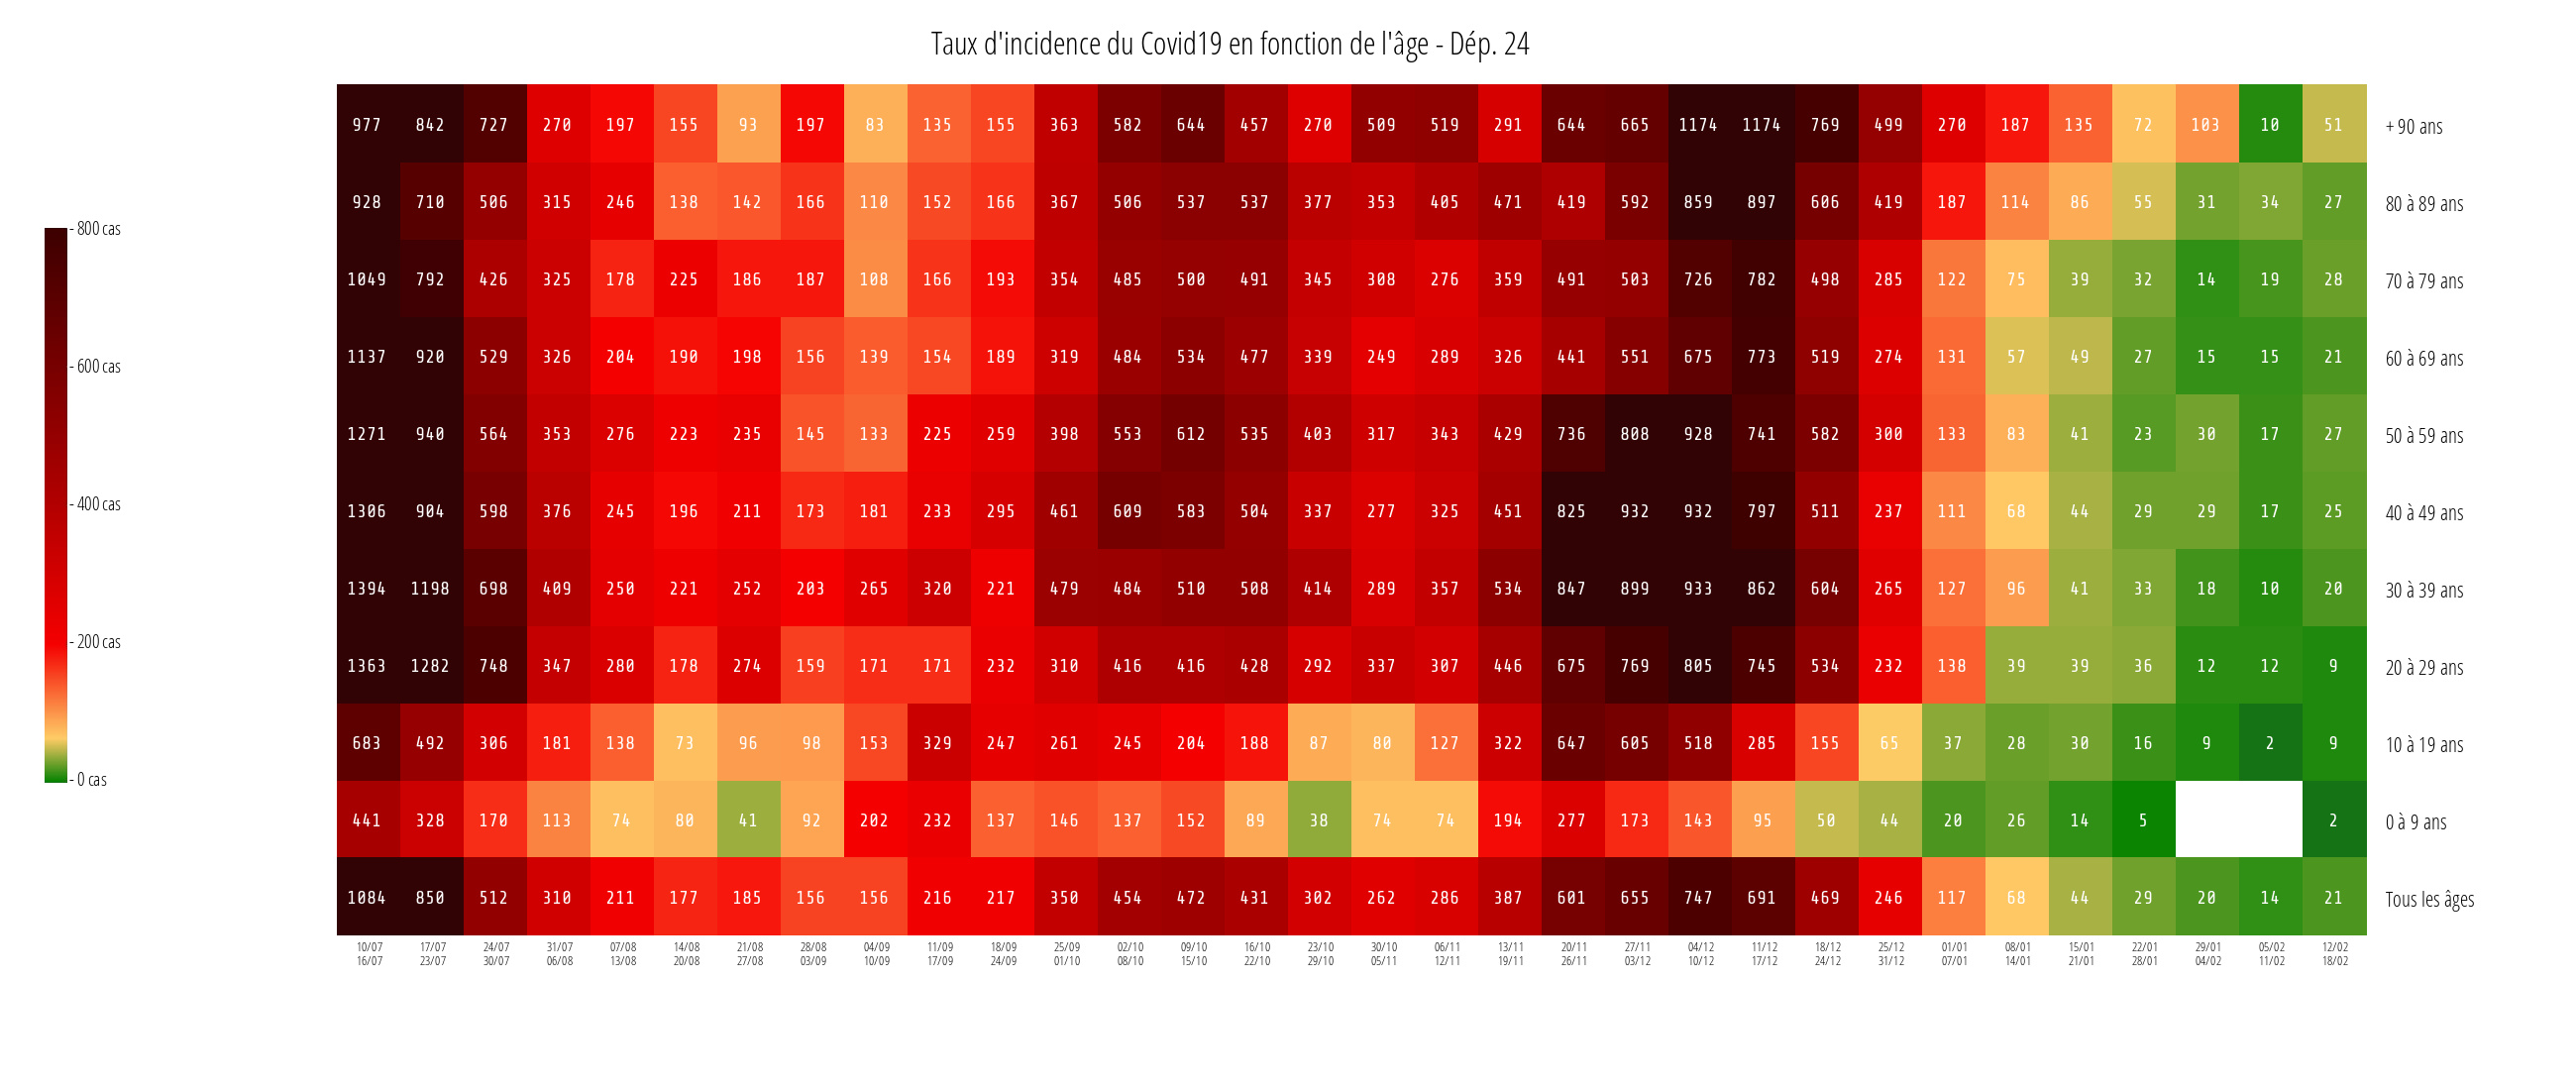 Taux d'incidence du Covid19 en fonction de l'âge - Dép. 24
977 842 727 270 197 155 93 197 83 135 155 363 582 644 457 270 509 519 291 644 665 1174 1174 769 499 270 187 135 72 103 10 51 + 90 ans
928 710 506 315 246 138 142 166 110 152 166 367 506 537 537 377 353 405 471 419 592 859 897 606 419 187 114 86 55 31 34 27 80 à 89 ans
- 800 cas
1049 792 426 325 178 225 186 187 108 166 193 354 485 500 491 345 308 276 359 491 503 726 782 498 285 122 75 39 32 14 19 28 70 à 79 ans
1137 920 529 326 204 190 198 156 139 154 189 319 484 534 477 339 249 289 326 441 551 675 773 519 274 131 57 49 27 15 15 21 60 à 69 ans
- 600 cas
1271 940 564 353 276 223 235 145 133 225 259 398 553 612 535 403 317 343 429 736 808 928 741 582 300 133 83 41 23 30 17 27 50 à 59 ans
- 400 cas
1306 904 598 376 245 196 211 173 181 233 295 461 609 583 504 337 277 325 451 825 932 932 797 511 237 111 68 44 29 29 17 25 40 à 49 ans
1394 1198 698 409 250 221 252 203 265 320 221 479 484 510 508 414 289 357 534 847 899 933 862 604 265 127 96 41 33 18 10 20 30 à 39 ans
- 200 cas
1363 1282 748 347 280 178 274 159 171 171 232 310 416 416 428 292 337 307 446 675 769 805 745 534 232 138 39 39 36 12 12 9 20 à 29 ans
683 492 306 181 138 73 96 98 153 329 247 261 245 204 188 87 80 127 322 647 605 518 285 155 65 37 28 30 16 9 2 9 10 à 19 ans
- 0 cas
441 328 170 113 74 80 41 92 202 232 137 146 137 152 89 38 74 74 194 277 173 143 95 50 44 20 26 14 5 2 0 à 9 ans
1084 850 512 310 211 177 185 156 156 216 217 350 454 472 431 302 262 286 387 601 655 747 691 469 246 117 68 44 29 20 14 21 Tous les âges
10/07 17/07 24/07 31/07 07/08 14/08 21/08 28/08 04/09 11/09 18/09 25/09 02/10 09/10 16/10 23/10 30/10 06/11 13/11 20/11 27/11 04/12 11/12 18/12 25/12 01/01 08/01 15/01 22/01 29/01 05/02 12/02
16/07 23/07 30/07 06/08 13/08 20/08 27/08 03/09 10/09 17/09 24/09 01/10 08/10 15/10 22/10 29/10 05/11 12/11 19/11 26/11 03/12 10/12 17/12 24/12 31/12 07/01 14/01 21/01 28/01 04/02 11/02 18/02